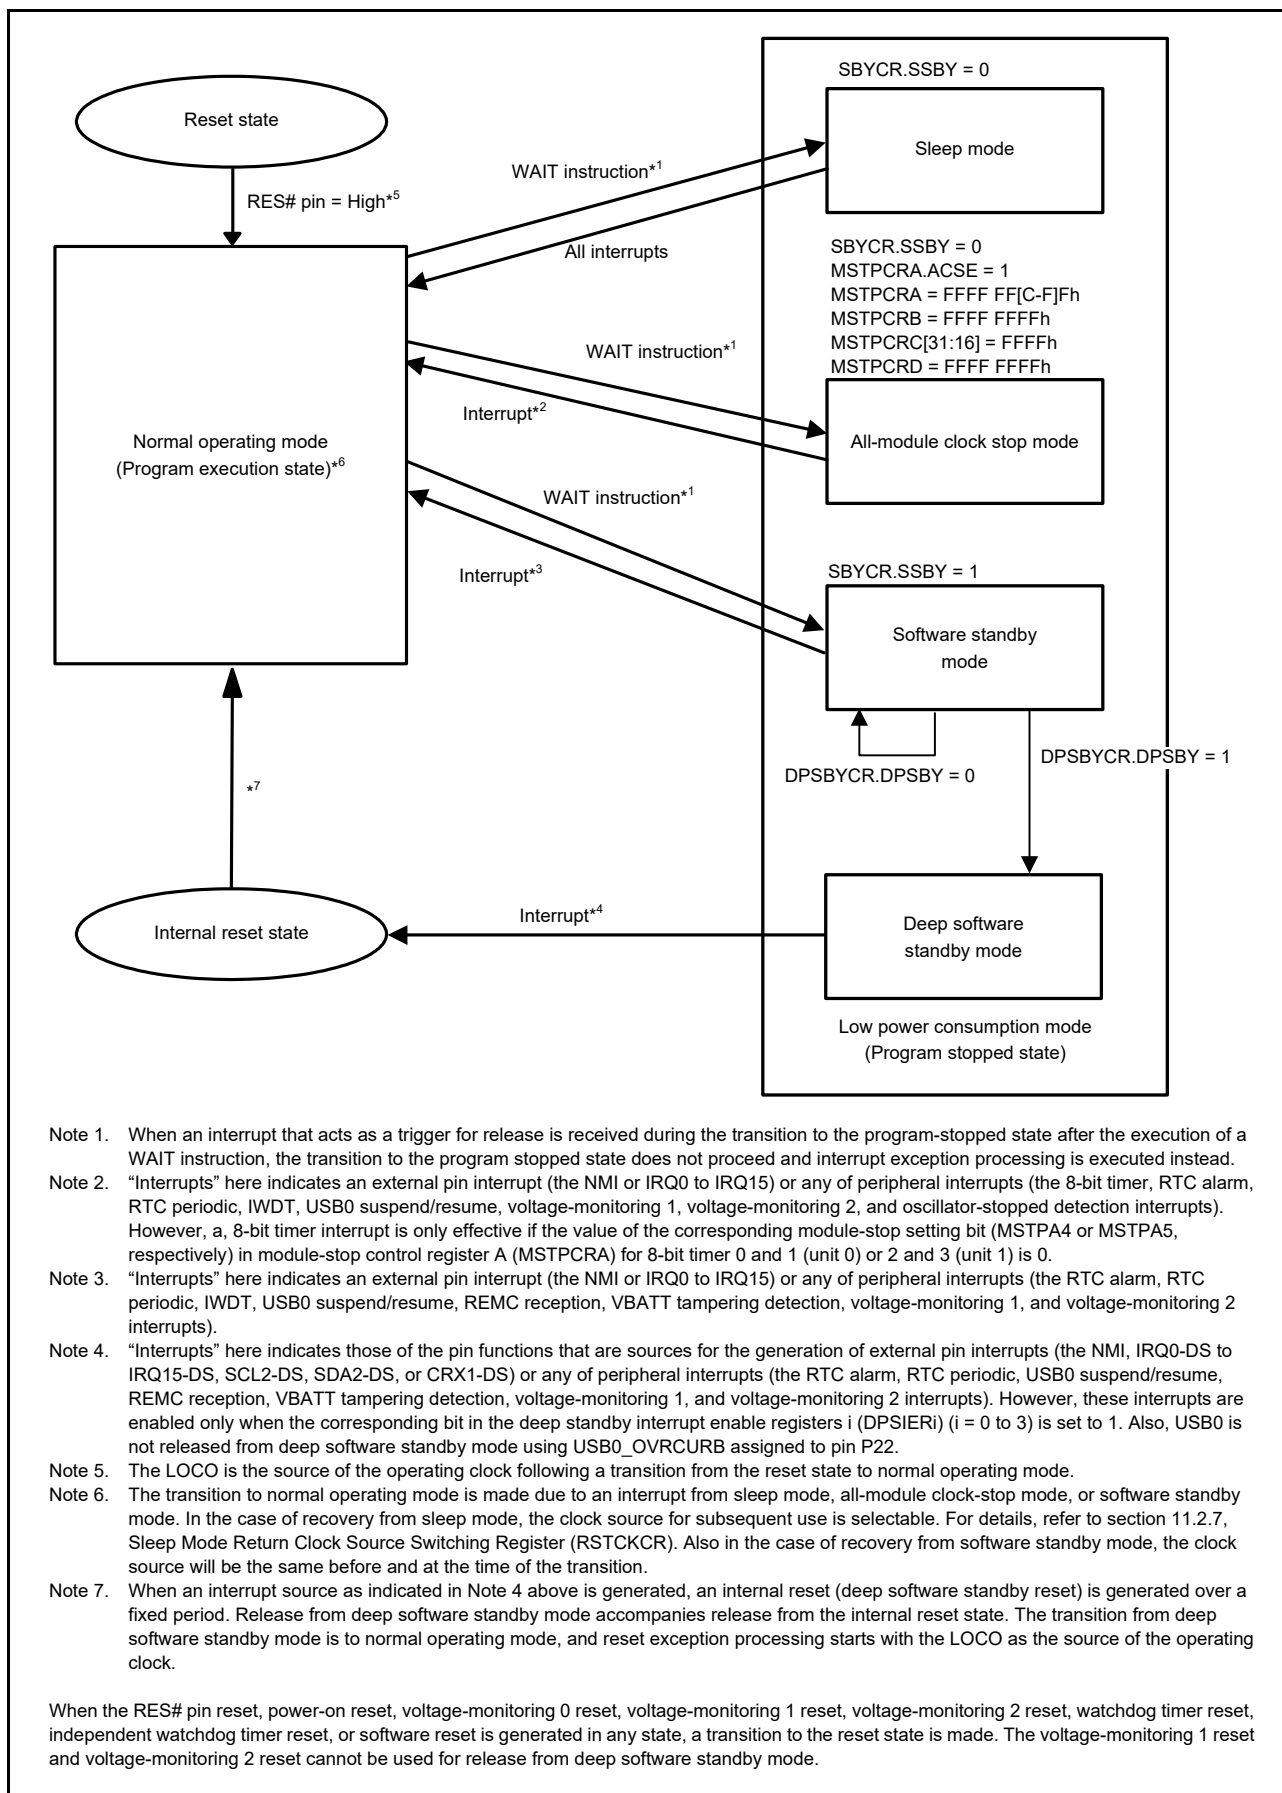 SBYCR.SSBY = 0
Reset state
Sleep mode
WAIT instruction*1
RES# pin = High*5
All interrupts
SBYCR.SSBY = 0
MSTPCRA.ACSE = 1
MSTPCRA = FFFF FF[C-F]Fh
MSTPCRB = FFFF FFFFh
MSTPCRC[31:16] = FFFFh
MSTPCRD = FFFF FFFFh
WAIT instruction*1
Interrupt*2
All-module clock stop mode
Normal operating mode
(Program execution state)*6
WAIT instruction*1
Interrupt*3
SBYCR.SSBY = 1
Software standby
mode
DPSBYCR.DPSBY = 1
DPSBYCR.DPSBY = 0
*7
Interrupt*4
Internal reset state
Deep software
standby mode
Low power consumption mode
(Program stopped state)
Note 1. When an interrupt that acts as a trigger for release is received during the transition to the program-stopped state after the execution of a
WAIT instruction, the transition to the program stopped state does not proceed and interrupt exception processing is executed instead.
Note 2. “Interrupts” here indicates an external pin interrupt (the NMI or IRQ0 to IRQ15) or any of peripheral interrupts (the 8-bit timer, RTC alarm,
RTC periodic, IWDT, USB0 suspend/resume, voltage-monitoring 1, voltage-monitoring 2, and oscillator-stopped detection interrupts).
However, a, 8-bit timer interrupt is only effective if the value of the corresponding module-stop setting bit (MSTPA4 or MSTPA5,
respectively) in module-stop control register A (MSTPCRA) for 8-bit timer 0 and 1 (unit 0) or 2 and 3 (unit 1) is 0.
Note 3. “Interrupts” here indicates an external pin interrupt (the NMI or IRQ0 to IRQ15) or any of peripheral interrupts (the RTC alarm, RTC
periodic, IWDT, USB0 suspend/resume, REMC reception, VBATT tampering detection, voltage-monitoring 1, and voltage-monitoring 2
interrupts).
Note 4. “Interrupts” here indicates those of the pin functions that are sources for the generation of external pin interrupts (the NMI, IRQ0-DS to
IRQ15-DS, SCL2-DS, SDA2-DS, or CRX1-DS) or any of peripheral interrupts (the RTC alarm, RTC periodic, USB0 suspend/resume,
REMC reception, VBATT tampering detection, voltage-monitoring 1, and voltage-monitoring 2 interrupts). However, these interrupts are
enabled only when the corresponding bit in the deep standby interrupt enable registers i (DPSIERi) (i = 0 to 3) is set to 1. Also, USB0 is
not released from deep software standby mode using USB0_OVRCURB assigned to pin P22.
Note 5. The LOCO is the source of the operating clock following a transition from the reset state to normal operating mode.
Note 6. The transition to normal operating mode is made due to an interrupt from sleep mode, all-module clock-stop mode, or software standby
mode. In the case of recovery from sleep mode, the clock source for subsequent use is selectable. For details, refer to section 11.2.7,
Sleep Mode Return Clock Source Switching Register (RSTCKCR). Also in the case of recovery from software standby mode, the clock
source will be the same before and at the time of the transition.
Note 7. When an interrupt source as indicated in Note 4 above is generated, an internal reset (deep software standby reset) is generated over a
fixed period. Release from deep software standby mode accompanies release from the internal reset state. The transition from deep
software standby mode is to normal operating mode, and reset exception processing starts with the LOCO as the source of the operating
clock.
When the RES# pin reset, power-on reset, voltage-monitoring 0 reset, voltage-monitoring 1 reset, voltage-monitoring 2 reset, watchdog timer reset,
independent watchdog timer reset, or software reset is generated in any state, a transition to the reset state is made. The voltage-monitoring 1 reset
and voltage-monitoring 2 reset cannot be used for release from deep software standby mode.